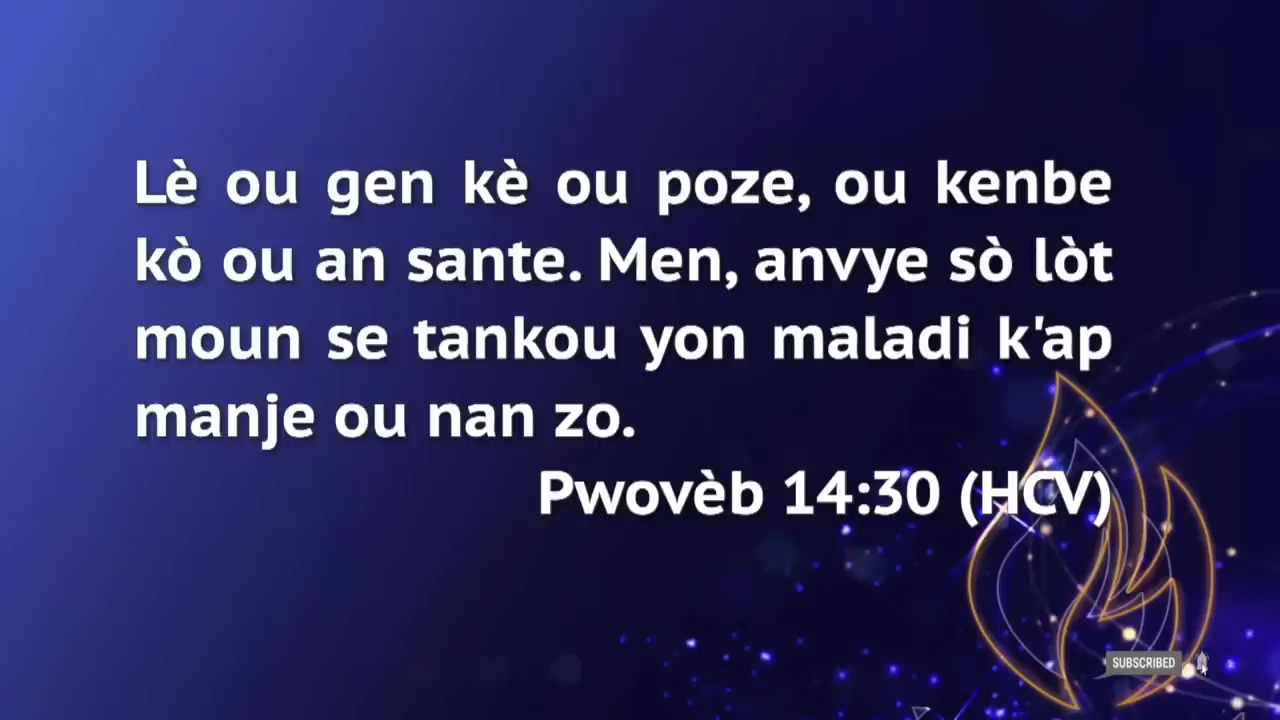 Lè ou gen kè ou poze, ou kenbe
kò ou an sante. Men, anvye sò lòt
moun se tankou yon maladi k'ap
manje ou nan zo.
Pwovèb 14:30 (HCV)
SUBSCRIBED